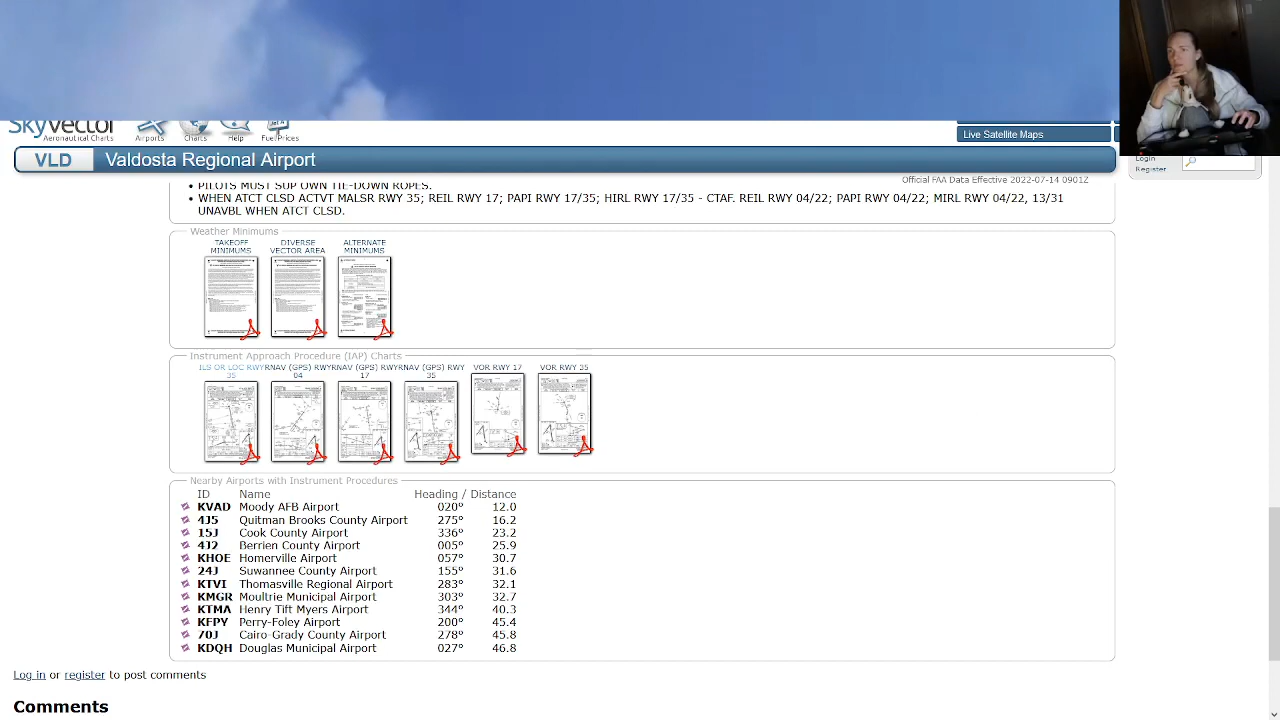 SkyVector
Aeronautical Charts
Airports
Charts
Help
Fuel Prices
Live Satellite Maps
VLD Valdosta Regional Airport
Login
Register
Official FAA Data Effective 2022-07-14 0901Z
• PILOTS MUST SUP OWN TIE-DOWN ROPES.
• WHEN ATCT CLSD ACTVT MALSR RWY 35; REIL RWY 17; PAPI RWY 17/35; HIRL RWY 17/35 - CTAF. REIL RWY 04/22; PAPI RWY 04/22; MIRL RWY 04/22, 13/31
UNAVBL WHEN ATCT CLSD.
Weather Minimums
TAKEOFF
MINIMUMS
DIVERSE
VECTOR AREA
ALTERNATE
MINIMUMS
Instrument Approach Procedure (IAP) Charts
ILS OR LOC RWY
35
RNAV (GPS) RWY
04
RNAV (GPS) RWY
17
RNAV (GPS) RWY
35
VOR RWY 17
VOR RWY 35
Nearby Airports with Instrument Procedures
ID Name Heading / Distance
KVAD Moody AFB Airport 020° 12.0
4J5 Quitman Brooks County Airport 275° 16.2
15J Cook County Airport 336° 23.2
4J2 Berrien County Airport 005° 25.9
KHOE Homerville Airport 057° 30.7
24J Suwannee County Airport 155° 31.6
KTVI Thomasville Regional Airport 283° 32.1
KMGR Moultrie Municipal Airport 303° 32.7
KTMA Henry Tift Myers Airport 344° 40.3
KFPY Perry-Foley Airport 200° 45.4
70J Cairo-Grady County Airport 278° 45.8
KDQH Douglas Municipal Airport 027° 46.8
Log in or register to post comments
Comments